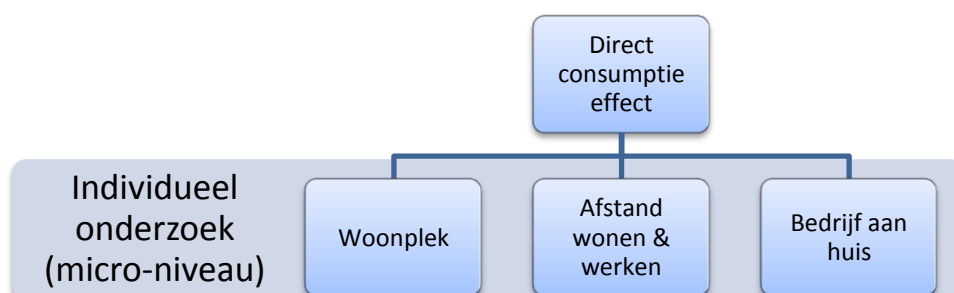 Direct
consumptie
effect
Individueel
onderzoek
(micro-niveau)
Woonplek
Afstand
wonen &
werken
Bedrijf aan
huis